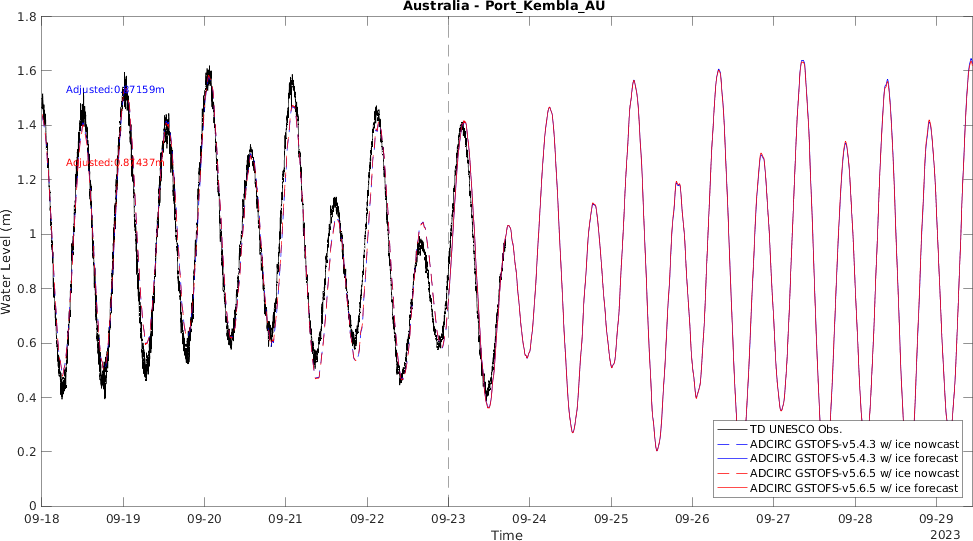 Australia - Port_Kembla_AU
1.8
1.6
1.4
1.2
1
0.8
0.6
0.4
0.2
0
Water Level (m)
Adjusted:0.87159m
Adjusted:0.87437m
TD UNESCO Obs.
ADCIRC GSTOFS-v5.4.3 w/ ice nowcast
ADCIRC GSTOFS-v5.4.3 w/ ice forecast
ADCIRC GSTOFS-v5.6.5 w/ ice nowcast
ADCIRC GSTOFS-v5.6.5 w/ ice forecast
09-18 09-19 09-20 09-21 09-22 09-23 09-24 09-25 09-26 09-27 09-28 09-29
2023
Time